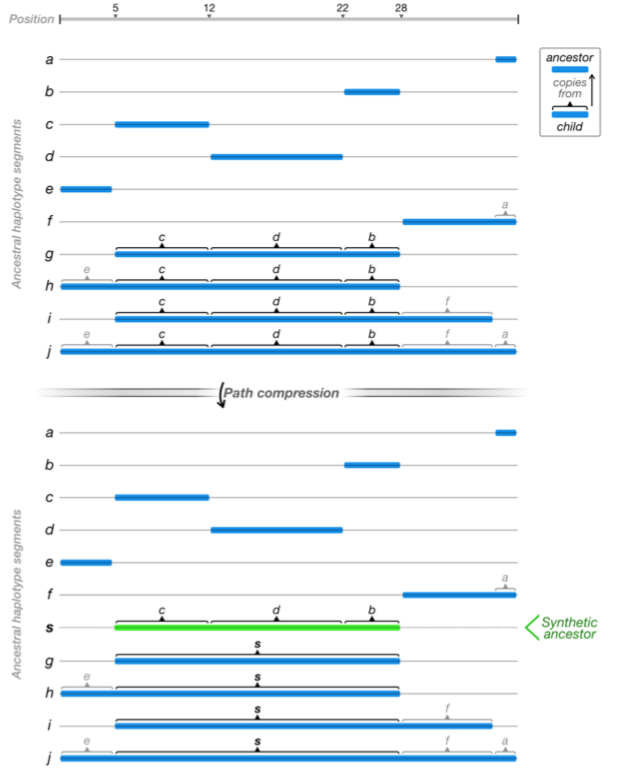 Position 5 12 22 28
a
ancestor
copies
from
child
b
c
d
e
f a
g c d b
h e c d b
i c d b f
j e c d b f a
Ancestral haplotype segments
Path compression
a
b
c
d
e
f a
s c d b
Synthetic
ancestor
g s
h e s
i s f
j e s f a
Ancestral haplotype segments